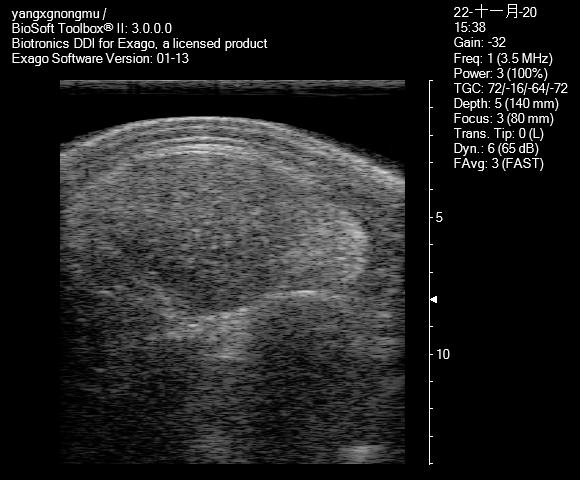 yangxgnongmu /
BioSoft Toolbox® II: 3.0.0.0
Biotronics DDI for Exago, a licensed product
Exago Software Version: 01-13
22-十一月-20
15:38
Gain: -32
Freq: 1 (3.5 MHz)
Power: 3 (100%)
TGC: 72/-16/-64/-72
Depth: 5 (140 mm)
Focus: 3 (80 mm)
Trans. Tip: 0 (L)
Dyn.: 6 (65 dB)
FAvg: 3 (FAST)
5
10